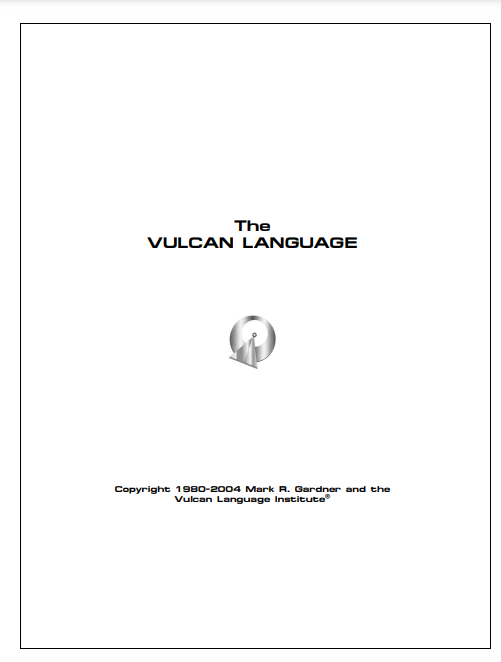 The
VULCAN LANGUAGE
Copyright 1980-2004 Mark R. Gardner and the
Vulcan Language Institute®